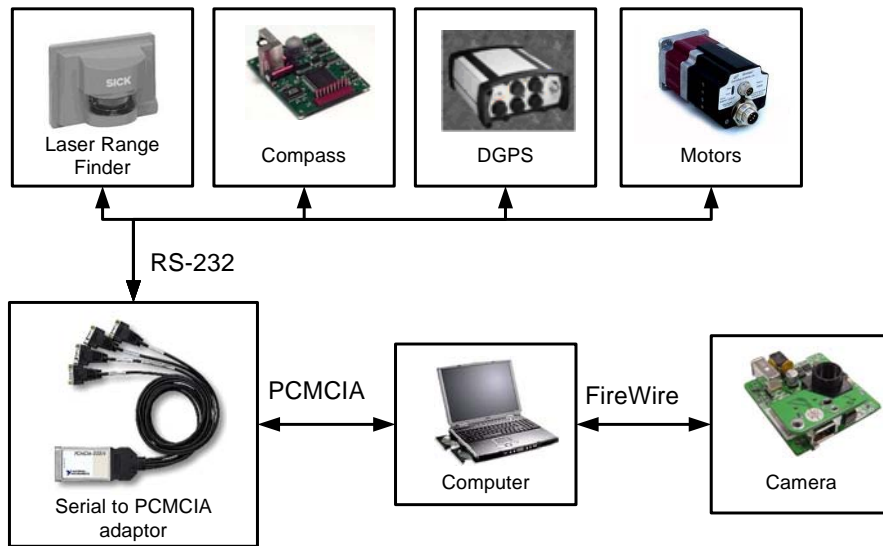 SICK
Laser Range
Finder
Compass
DGPS
Motors
RS-232
PCMCIA
FireWire
Serial to PCMCIA
adaptor
Computer
Camera